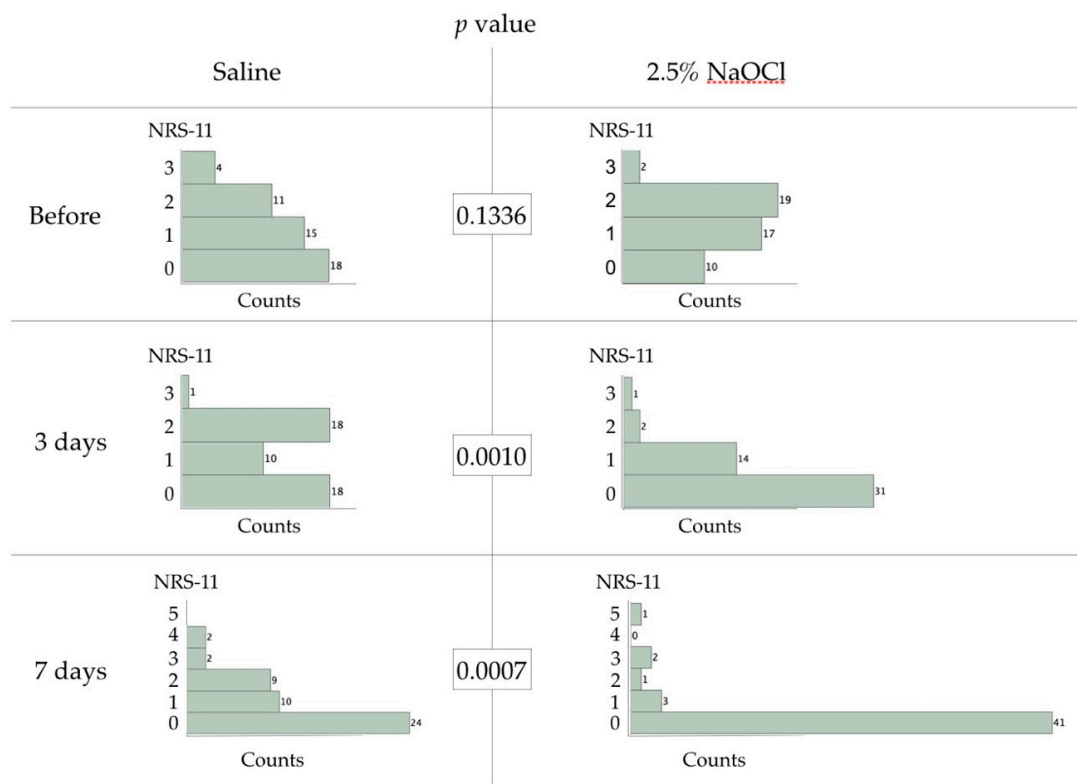 p value
Saline
2.5% NaOCl
Before
NRS-11
3 4
2 11
1 15
0 18
Counts
0.1336
NRS-11
3 2
2 19
1 17
0 10
Counts
3 days
NRS-11
3 1
2 18
1 10
0 18
Counts
0.0010
NRS-11
3 1
2 2
1 14
0 31
Counts
7 days
NRS-11
5
4 2
3 2
2 9
1 10
0 24
Counts
0.0007
NRS-11
5 1
4 0
3 2
2 1
1 3
0 41
Counts